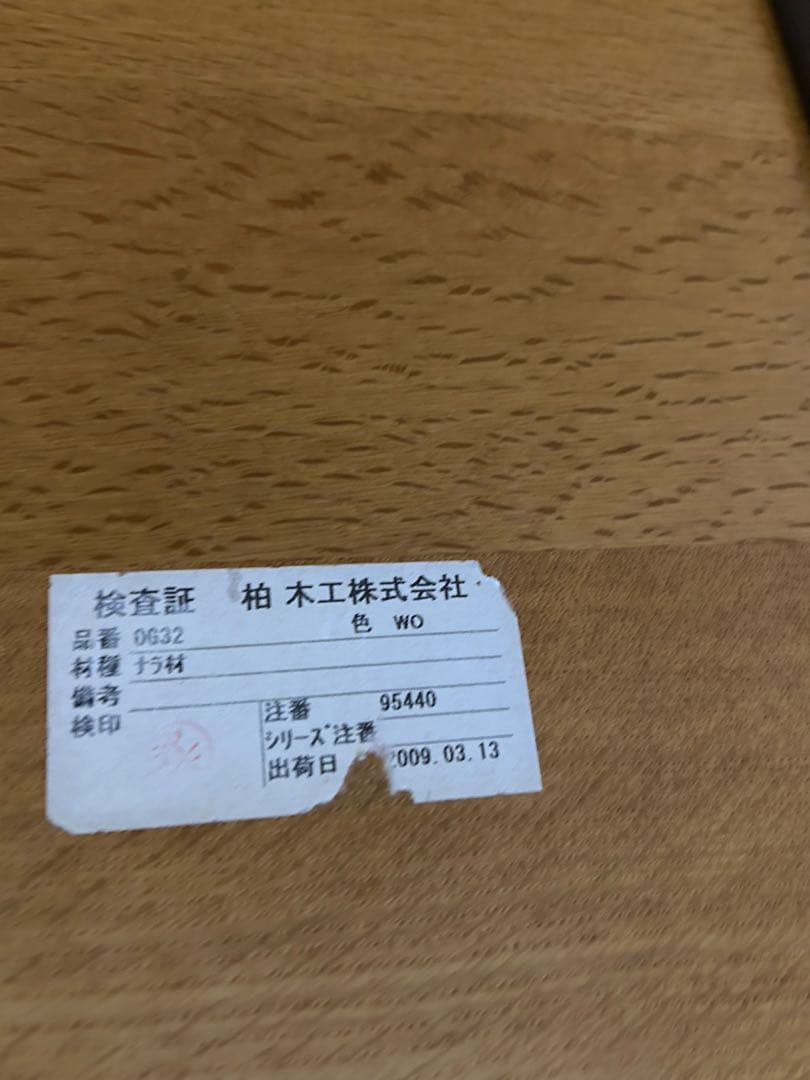 検査証 柏木工株式会社
品番 OG32 色 WO
材種 ナラ材
備考
検印
注番 95440
ｼﾘｰｽﾞ注番
出荷日 2009.03.13